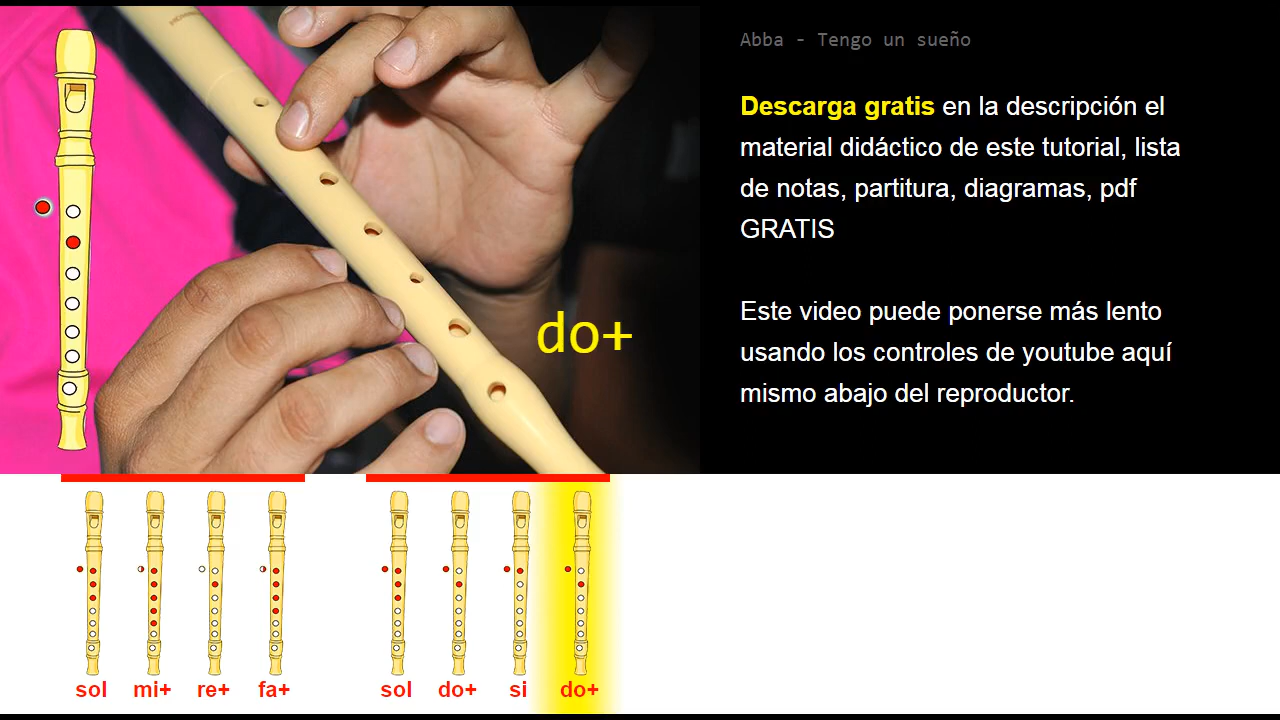 Abba - Tengo un sueño
Descarga gratis en la descripción el
material didáctico de este tutorial, lista
de notas, partitura, diagramas, pdf
GRATIS
Este video puede ponerse más lento
usando los controles de youtube aquí
mismo abajo del reproductor.
do+
sol mi+ re+ fa+ sol do+ si do+